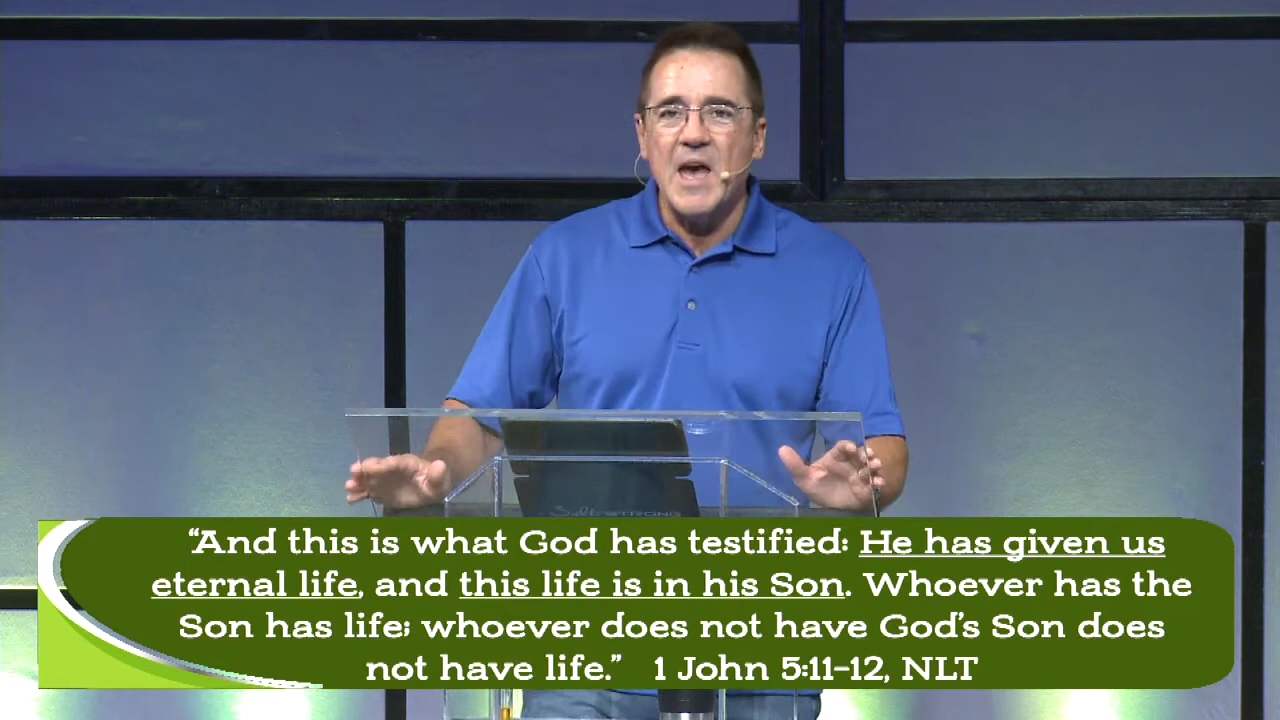 “And this is what God has testified: He has given us
eternal life, and this life is in his Son. Whoever has the
Son has life; whoever does not have God’s Son does
not have life.” 1 John 5:11-12, NLT
STRONG